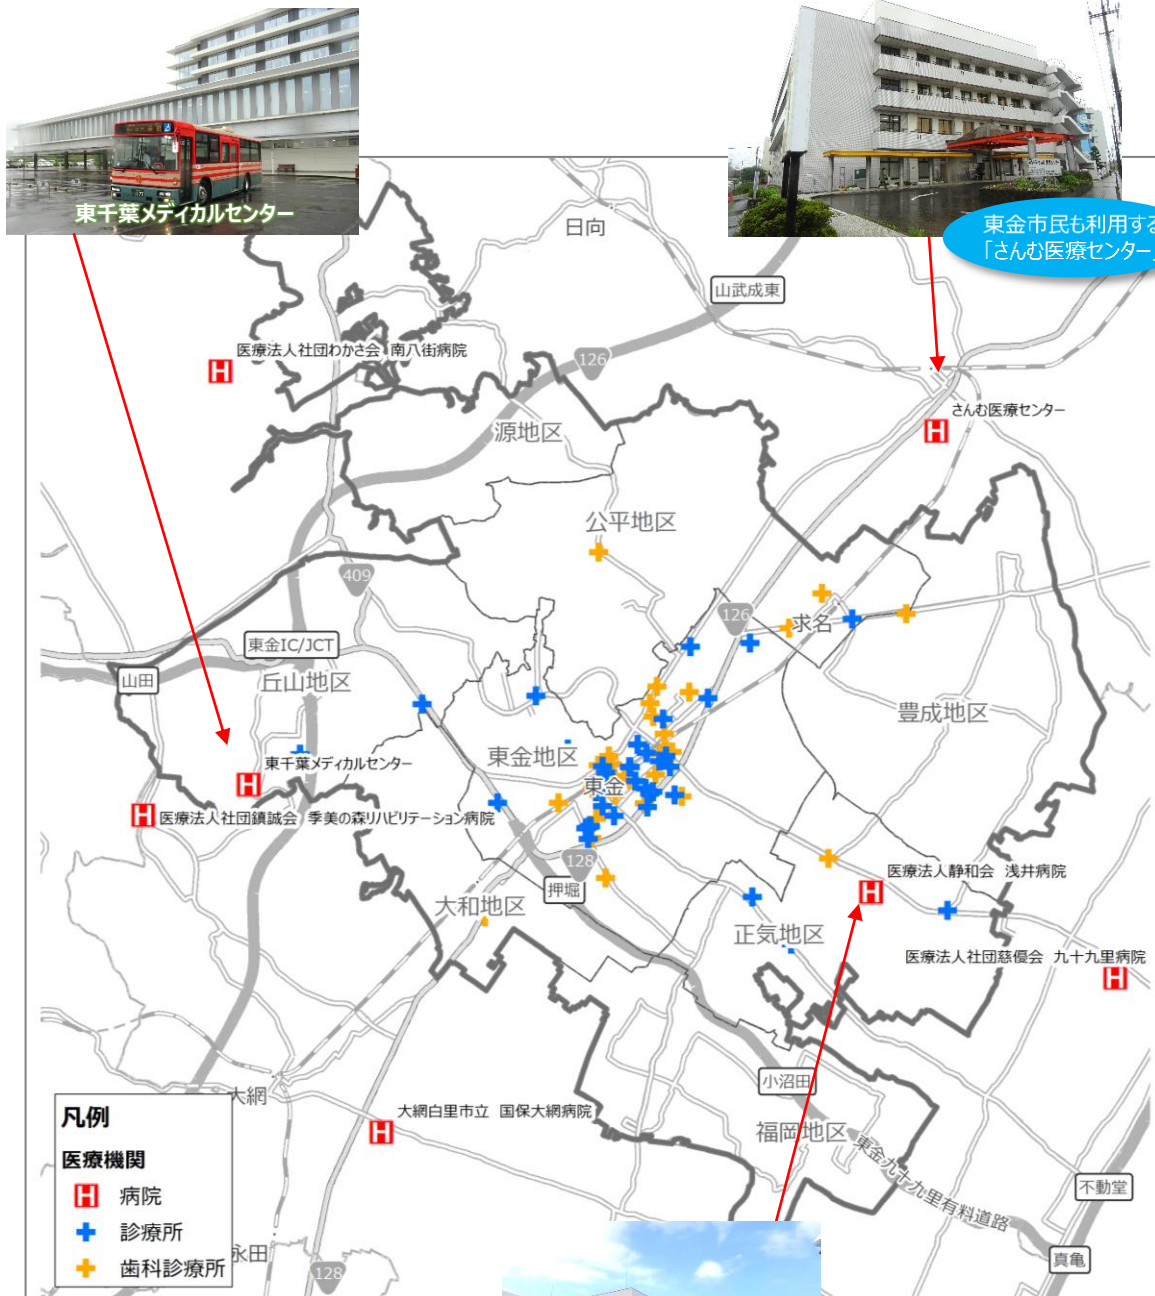 東千葉メディカルセンター
東金市民も利用する
「さんむ医療センター」
日向
山武成東
医療法人社団わかさ会 南八街病院
126
さんむ医療センター
源地区
公平地区
409
126
求名
東金IC/JCT
山田
丘山地区
豊成地区
東金地区
東千葉メディカルセンター
東金
医療法人社団鎮誠会 季美の森リハビリテーション病院
128
医療法人静和会 浅井病院
押堀
大和地区
正気地区
医療法人社団慈優会 九十九里病院
小沼田
大網
大網白里市立 国保大網病院
福岡地区
東金九十九里有料道路
不動堂
真亀
凡例
医療機関
病院
診療所
歯科診療所
永田
128